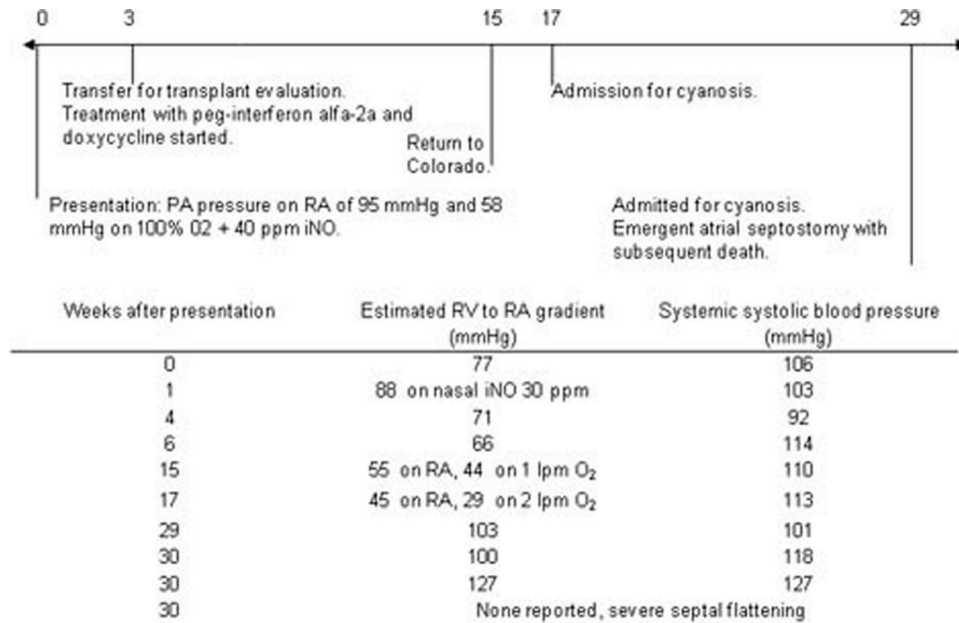 0 3 15 17 29
Transfer for transplant evaluation.
Treatment with peg-interferon alfa-2a and
doxycycline started.
Admission for cyanosis.
Return to
Colorado.
Presentation: PA pressure on RA of 95 mmHg and 58
mmHg on 100% 02 + 40 ppm iNO.
Admitted for cyanosis.
Emergent atrial septostomy with
subsequent death.
Weeks after presentation Estimated RV to RA gradient Systemic systolic blood pressure
(mmHg) (mmHg)
0 77 106
1 88 on nasal iNO 30 ppm 103
4 71 92
6 66 114
15 55 on RA, 44 on 1 lpm O₂ 110
17 45 on RA, 29 on 2 lpm O₂ 113
29 103 101
30 100 118
30 127 127
30 None reported, severe septal flattening